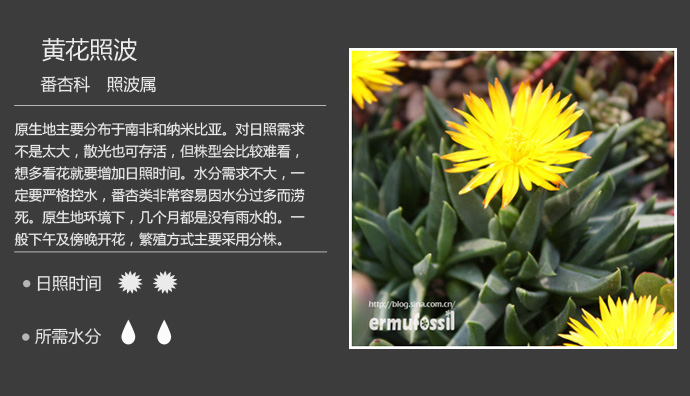 黄花照波
番杏科 照波属
原生地主要分布于南非和纳米比亚。对日照需求
不是太大，散光也可存活，但株型会比较难看，
想多看花就要增加日照时间。水分需求不大，一
定要严格控水，番杏类非常容易因水分过多而涝
死。原生地环境下，几个月都是没有雨水的。一
般下午及傍晚开花，繁殖方式主要采用分株。
日照时间
所需水分
http://blog.sina.com.cn/
ermufossil